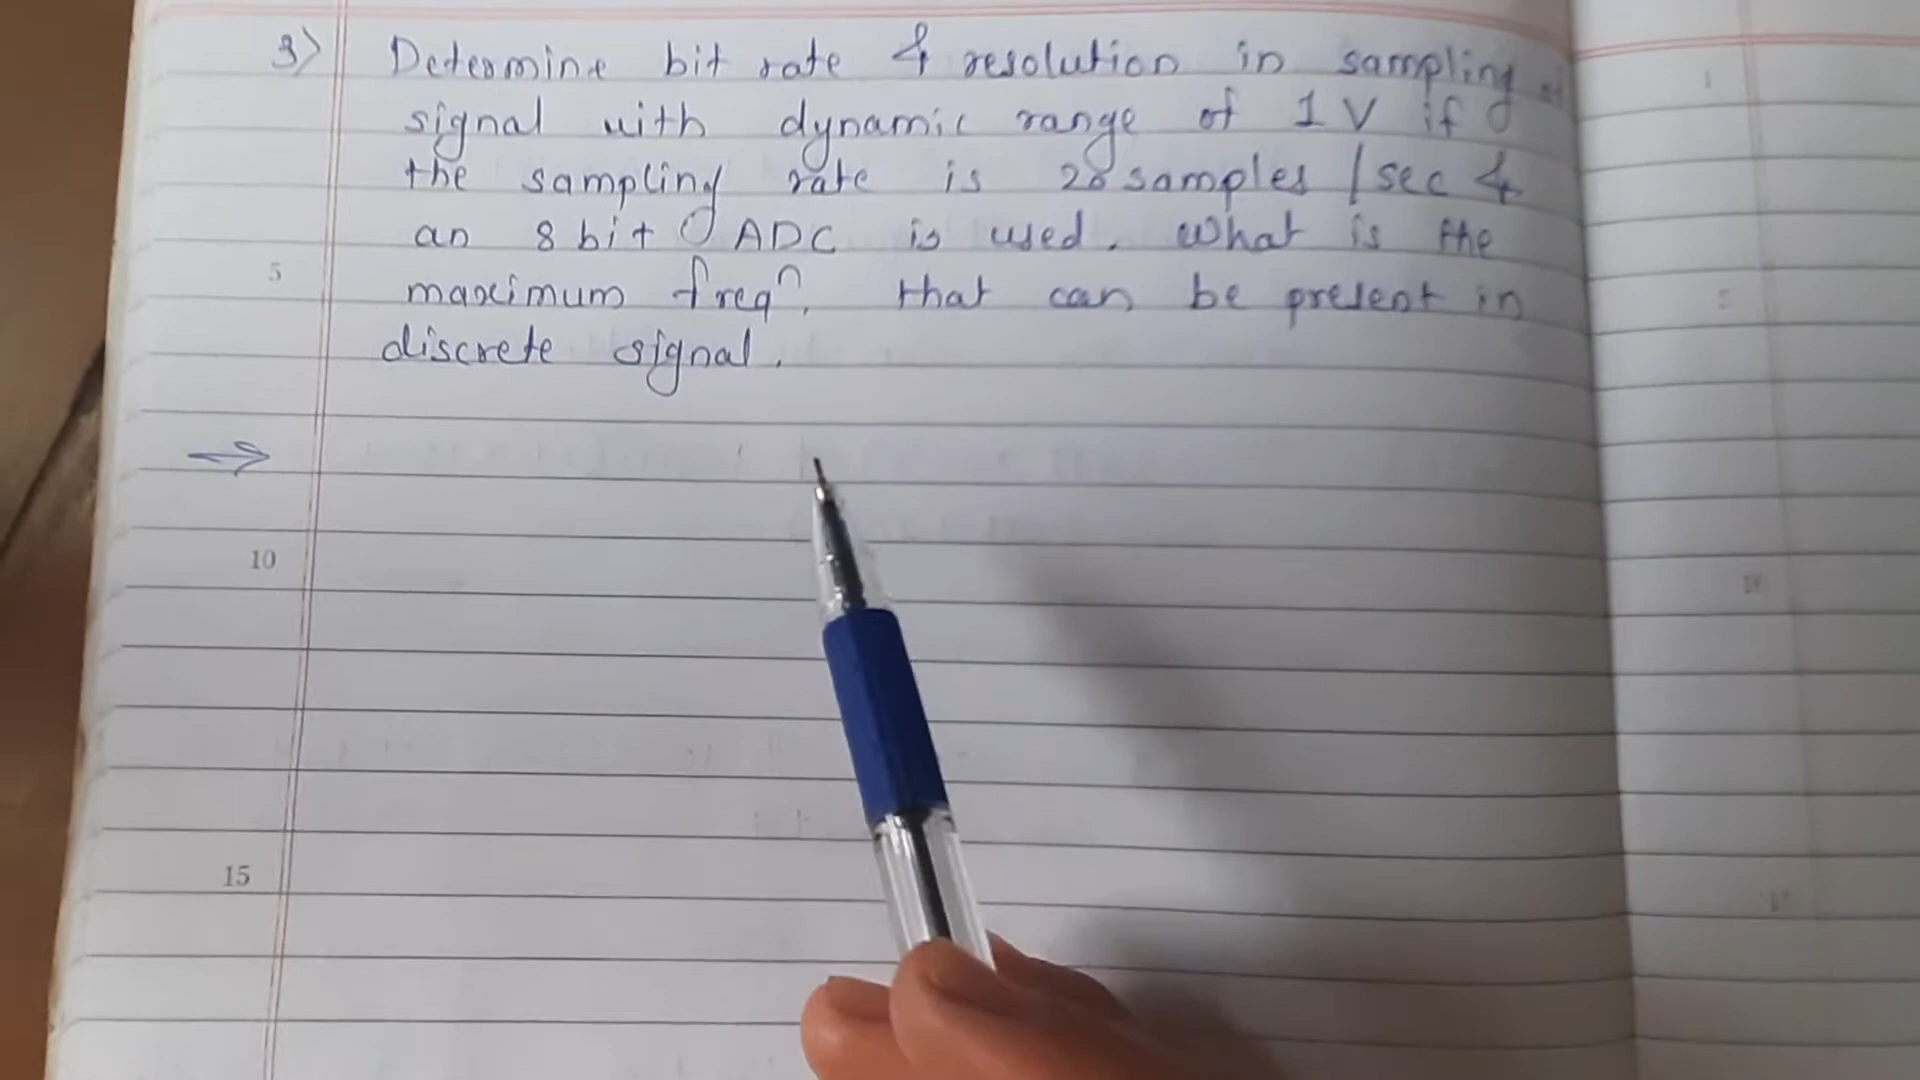 3) Determine bit rate & resolution in sampling of
signal with dynamic range of 1 V if
the sampling rate is 20 samples / sec &
an 8 bit ADC is used. What is the
5
maximum freqn. that can be present in
discrete signal.
⇒
10
15